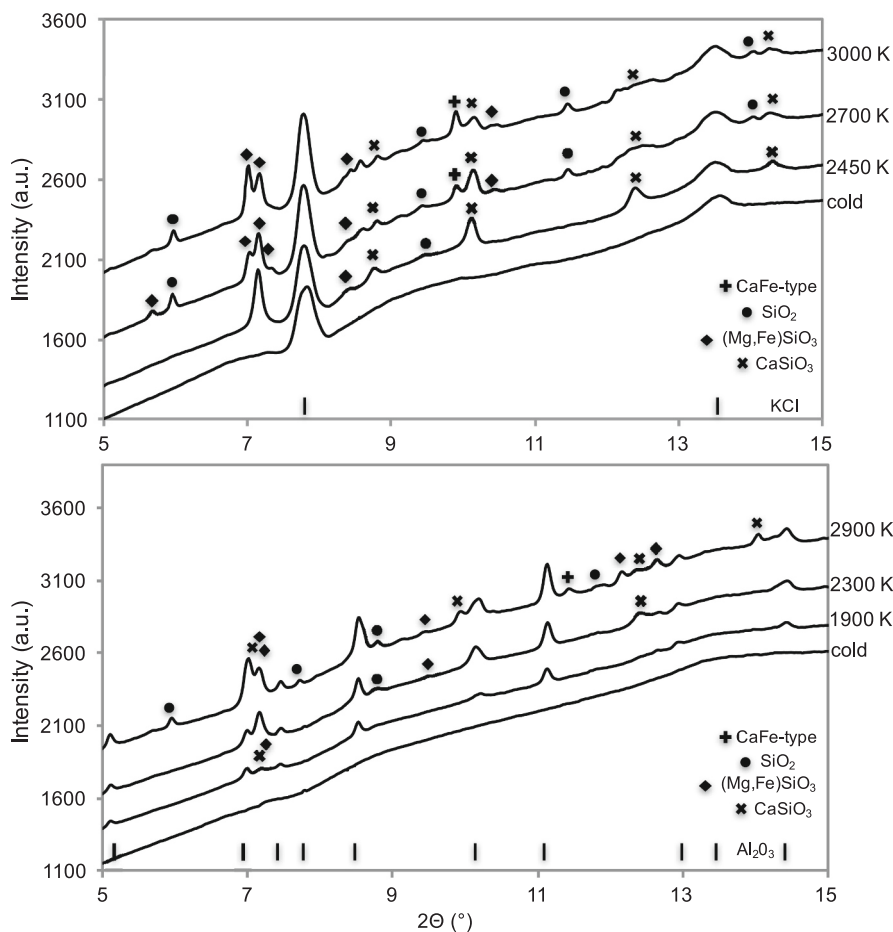 3600
3100
2600
2100
1600
1100
Intensity (a.u.)
3000 K
2700 K
2450 K
cold
CaFe-type
SiO2
(Mg,Fe)SiO3
CaSiO3
KCl
5 7 9 11 13 15
3600
3100
2600
2100
1600
1100
Intensity (a.u.)
2900 K
2300 K
1900 K
cold
CaFe-type
SiO2
(Mg,Fe)SiO3
CaSiO3
Al203
5 7 9 11 13 15
2Θ (°)